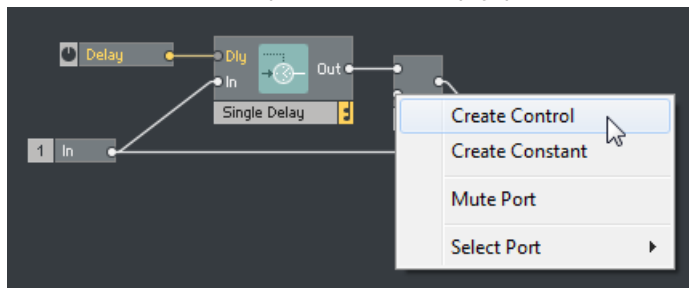 Delay
Dly
In
Out
Single Delay
1 In
Create Control
Create Constant
Mute Port
Select Port